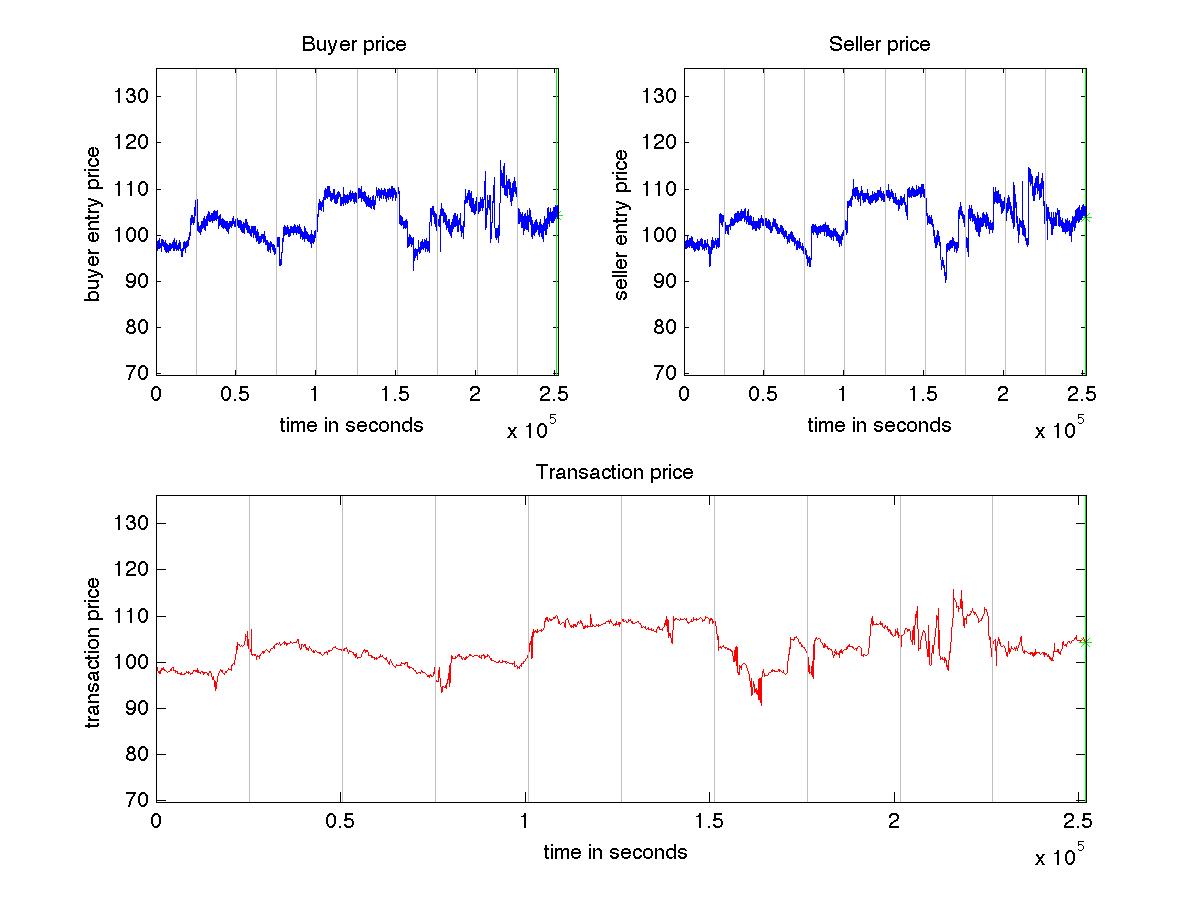 Buyer price
130
120
110
100
90
80
70
buyer entry price
0 0.5 1 1.5 2 2.5
time in seconds
x 10^5
Seller price
130
120
110
100
90
80
70
seller entry price
0 0.5 1 1.5 2 2.5
time in seconds
x 10^5
Transaction price
130
120
110
100
90
80
70
transaction price
0 0.5 1 1.5 2 2.5
time in seconds
x 10^5